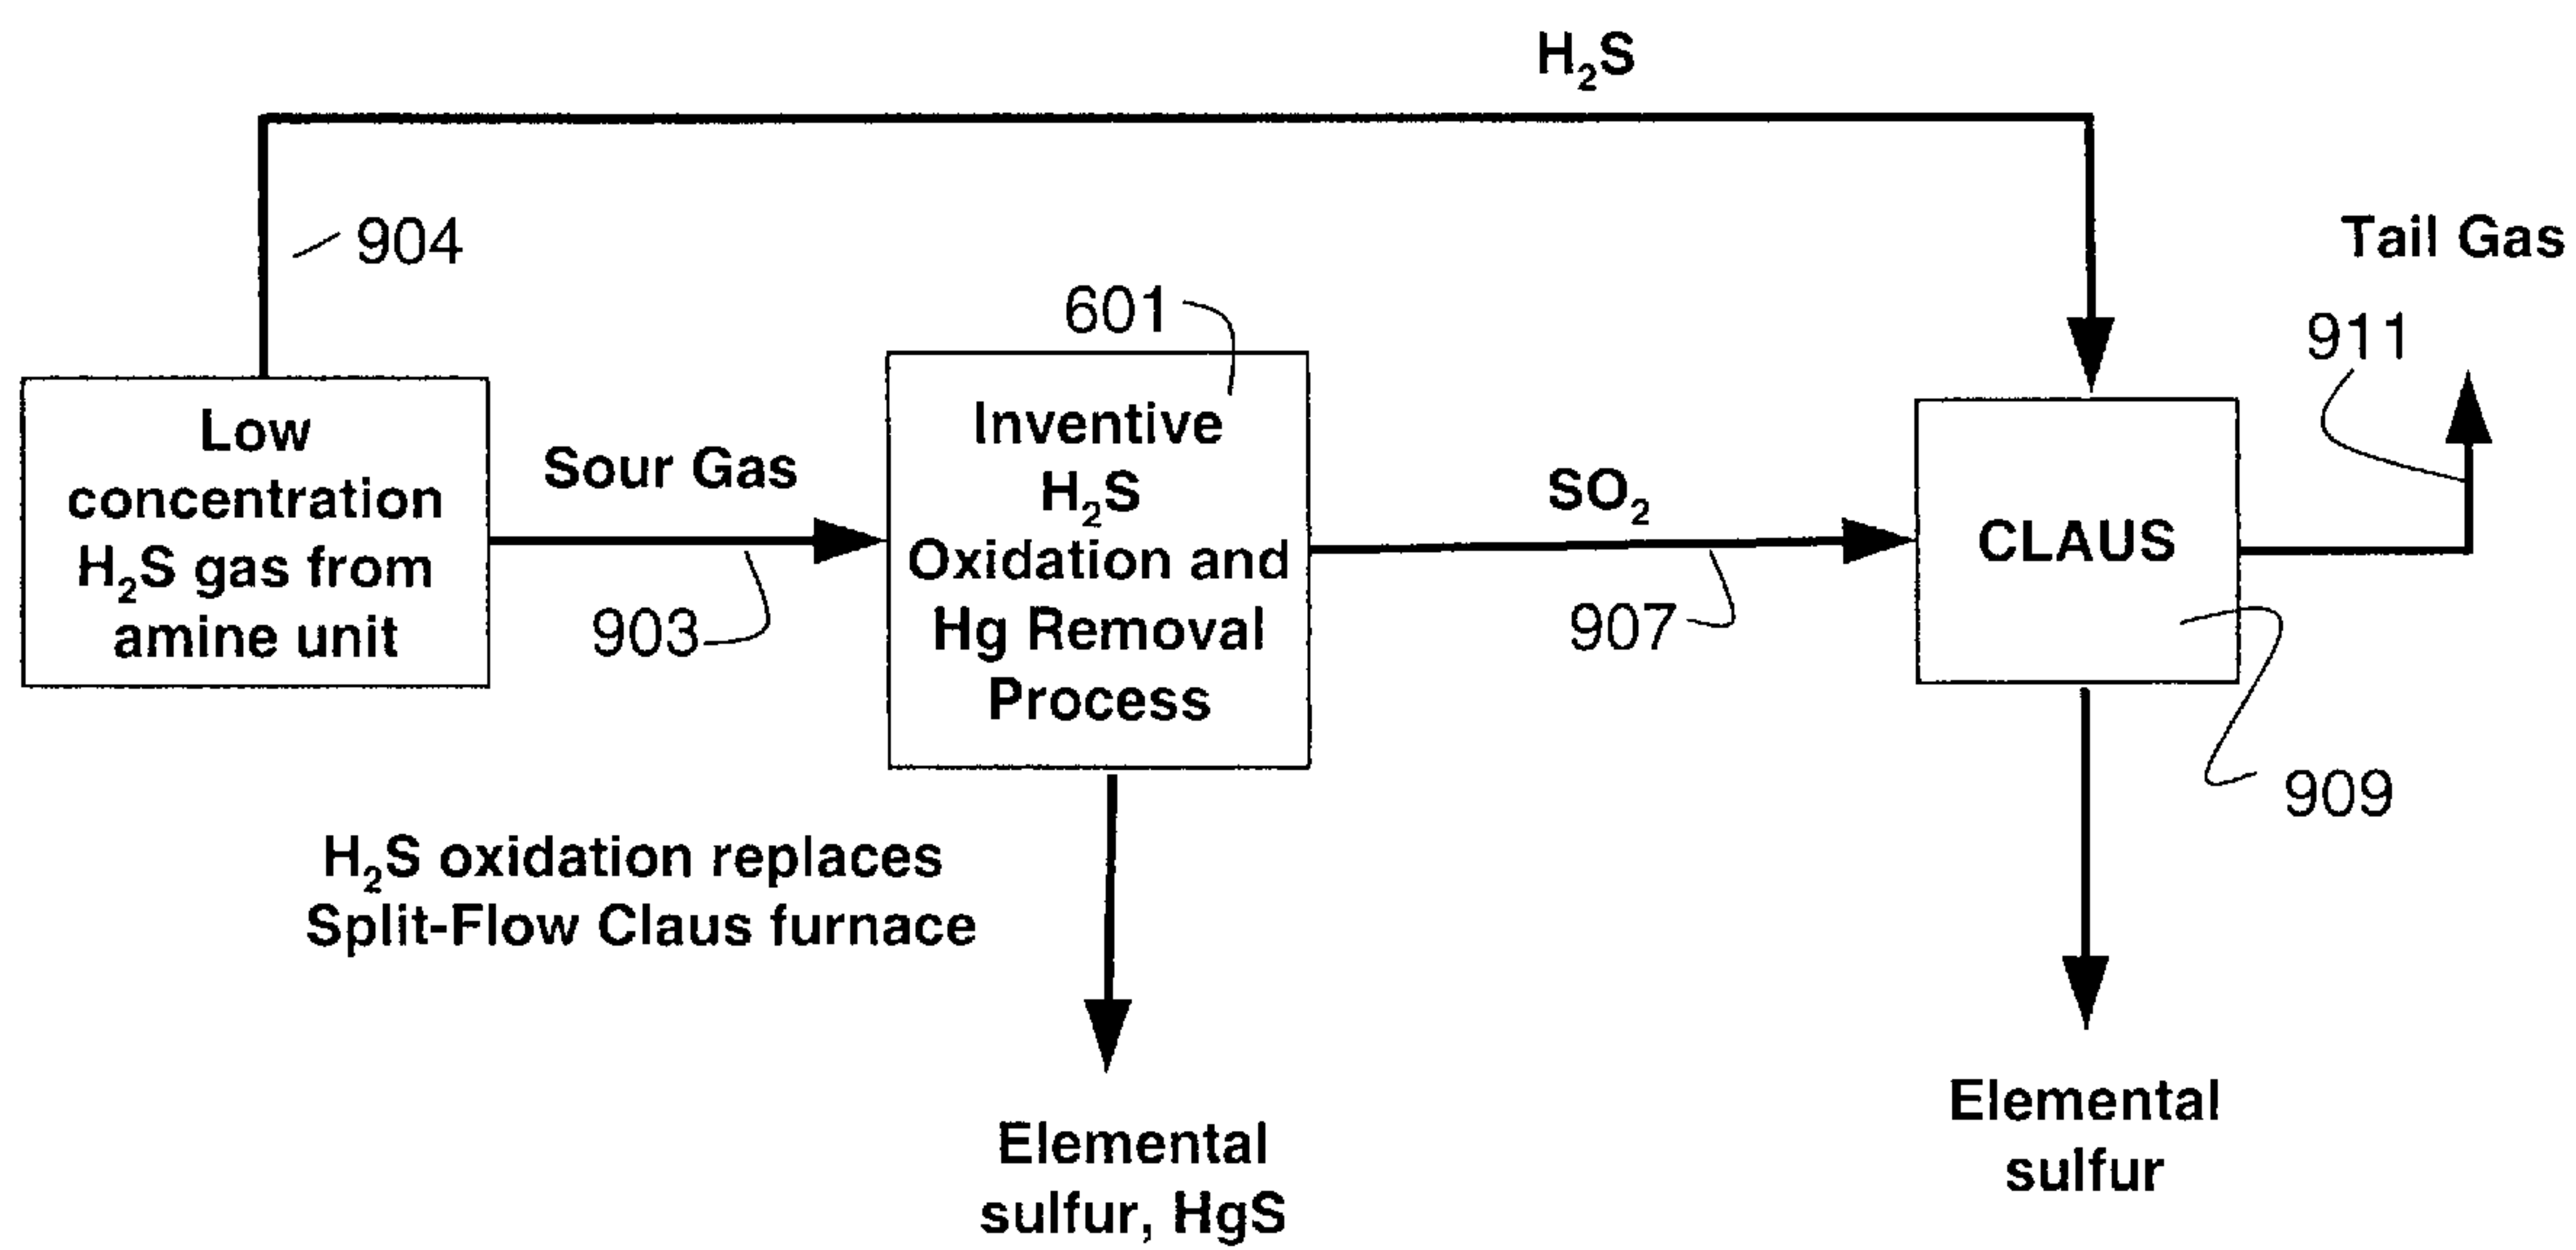 H₂S
904
Tail Gas
911
601
Low
concentration
H₂S gas from
amine unit
Sour Gas
903
Inventive
H₂S
Oxidation and
Hg Removal
Process
SO₂
907
CLAUS
909
H₂S oxidation replaces
Split-Flow Claus furnace
Elemental
sulfur, HgS
Elemental
sulfur